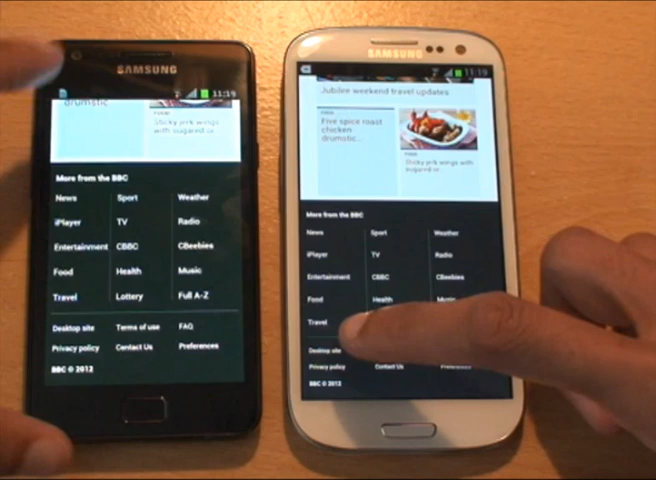 SAMSUNG
11:19
drumstic
FOOD
Sticky jerk wings
with sugared or...
More from the BBC
News Sport Weather
iPlayer TV Radio
Entertainment CBBC CBeebies
Food Health Music
Travel Lottery Full A-Z
Desktop site Terms of use FAQ
Privacy policy Contact Us Preferences
BBC © 2012
SAMSUNG
11:19
Jubilee weekend travel updates
FOOD
Five spice roast
chicken
drumstic...
FOOD
Sticky jerk wings with
sugared or...
More from the BBC
News Sport Weather
iPlayer TV Radio
Entertainment CBBC CBeebies
Food Health Music
Travel
Desktop site
Privacy policy Contact Us Preferences
BBC © 2012